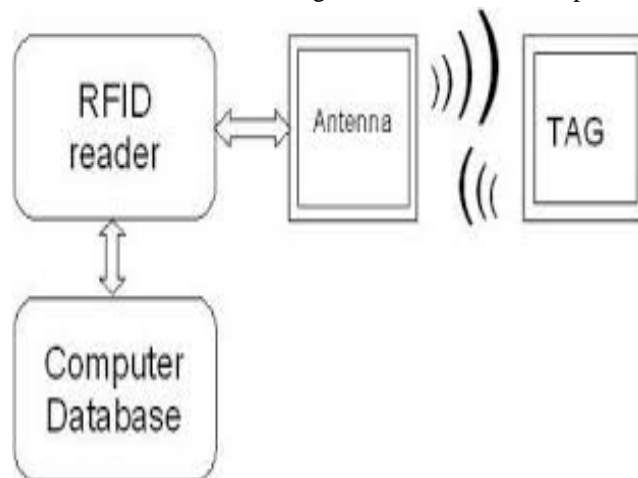 RFID
reader
Antenna
TAG
Computer
Database